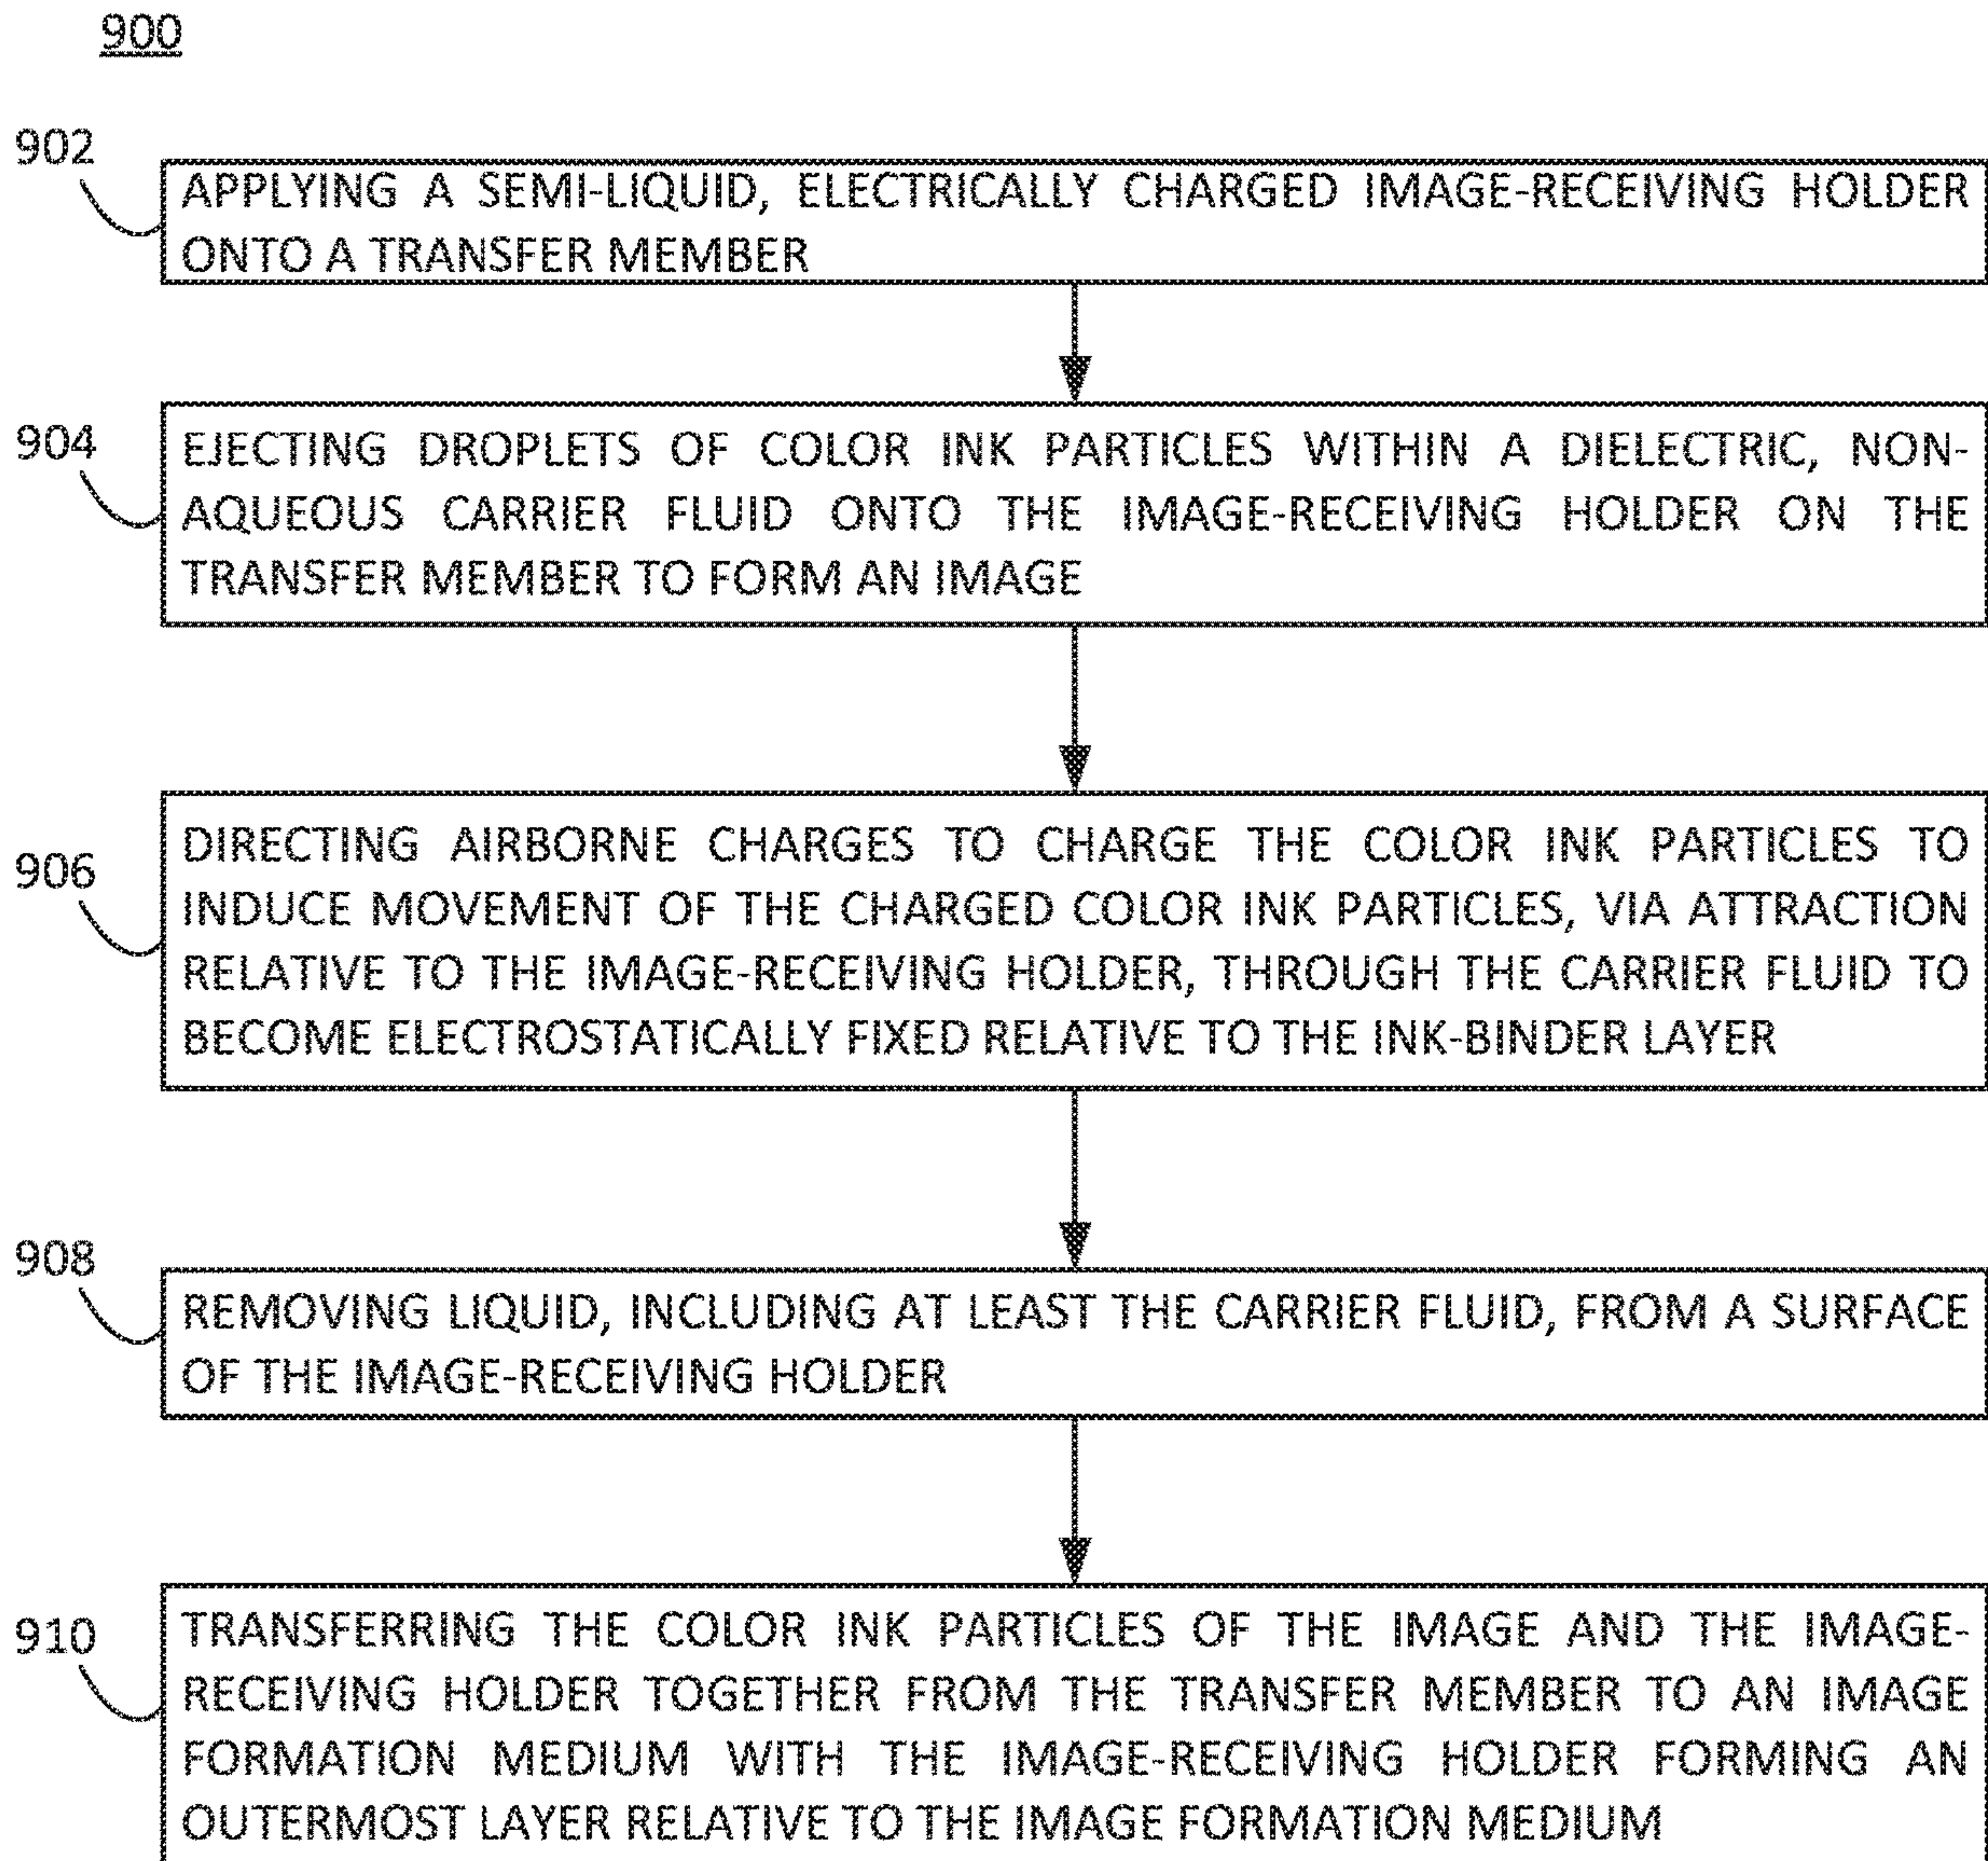 900
902
APPLYING A SEMI-LIQUID, ELECTRICALLY CHARGED IMAGE-RECEIVING HOLDER
ONTO A TRANSFER MEMBER
904
EJECTING DROPLETS OF COLOR INK PARTICLES WITHIN A DIELECTRIC, NON-
AQUEOUS CARRIER FLUID ONTO THE IMAGE-RECEIVING HOLDER ON THE
TRANSFER MEMBER TO FORM AN IMAGE
906
DIRECTING AIRBORNE CHARGES TO CHARGE THE COLOR INK PARTICLES TO
INDUCE MOVEMENT OF THE CHARGED COLOR INK PARTICLES, VIA ATTRACTION
RELATIVE TO THE IMAGE-RECEIVING HOLDER, THROUGH THE CARRIER FLUID TO
BECOME ELECTROSTATICALLY FIXED RELATIVE TO THE INK-BINDER LAYER
908
REMOVING LIQUID, INCLUDING AT LEAST THE CARRIER FLUID, FROM A SURFACE
OF THE IMAGE-RECEIVING HOLDER
910
TRANSFERRING THE COLOR INK PARTICLES OF THE IMAGE AND THE IMAGE-
RECEIVING HOLDER TOGETHER FROM THE TRANSFER MEMBER TO AN IMAGE
FORMATION MEDIUM WITH THE IMAGE-RECEIVING HOLDER FORMING AN
OUTERMOST LAYER RELATIVE TO THE IMAGE FORMATION MEDIUM